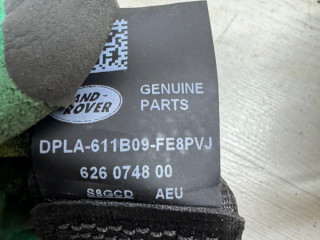 GENUINE
PARTS
LAND-
ROVER
DPLA-611B09-FE8PVJ
626 0748 00
S8GCD AEU